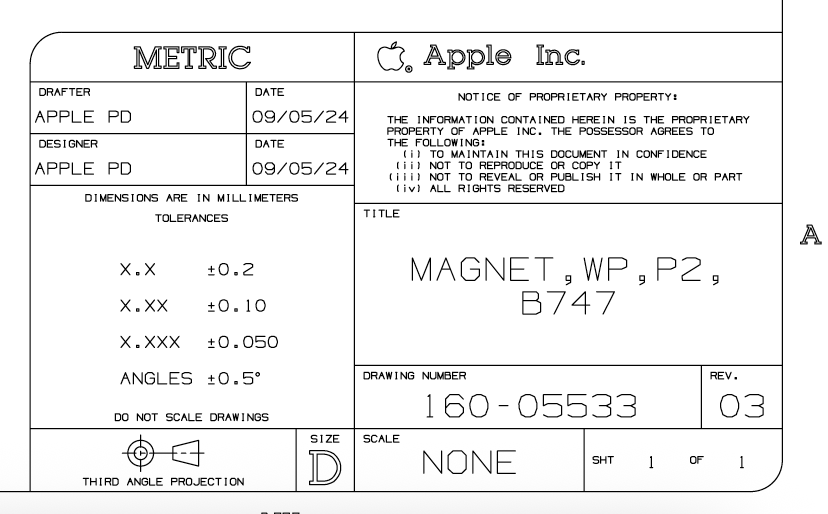 METRIC
Apple Inc.
DRAFTER
APPLE PD
DATE
09/05/24
DESIGNER
APPLE PD
DATE
09/05/24
NOTICE OF PROPRIETARY PROPERTY:
THE INFORMATION CONTAINED HEREIN IS THE PROPRIETARY
PROPERTY OF APPLE INC. THE POSSESSOR AGREES TO
THE FOLLOWING:
(i) TO MAINTAIN THIS DOCUMENT IN CONFIDENCE
(ii) NOT TO REPRODUCE OR COPY IT
(iii) NOT TO REVEAL OR PUBLISH IT IN WHOLE OR PART
(iv) ALL RIGHTS RESERVED
DIMENSIONS ARE IN MILLIMETERS
TOLERANCES
X.X ±0.2
X.XX ±0.10
X.XXX ±0.050
ANGLES ±0.5°
DO NOT SCALE DRAWINGS
TITLE
MAGNET,WP,P2,
B747
A
DRAWING NUMBER
160-05533
REV.
03
THIRD ANGLE PROJECTION
SIZE
D
SCALE
NONE
SHT 1 OF 1